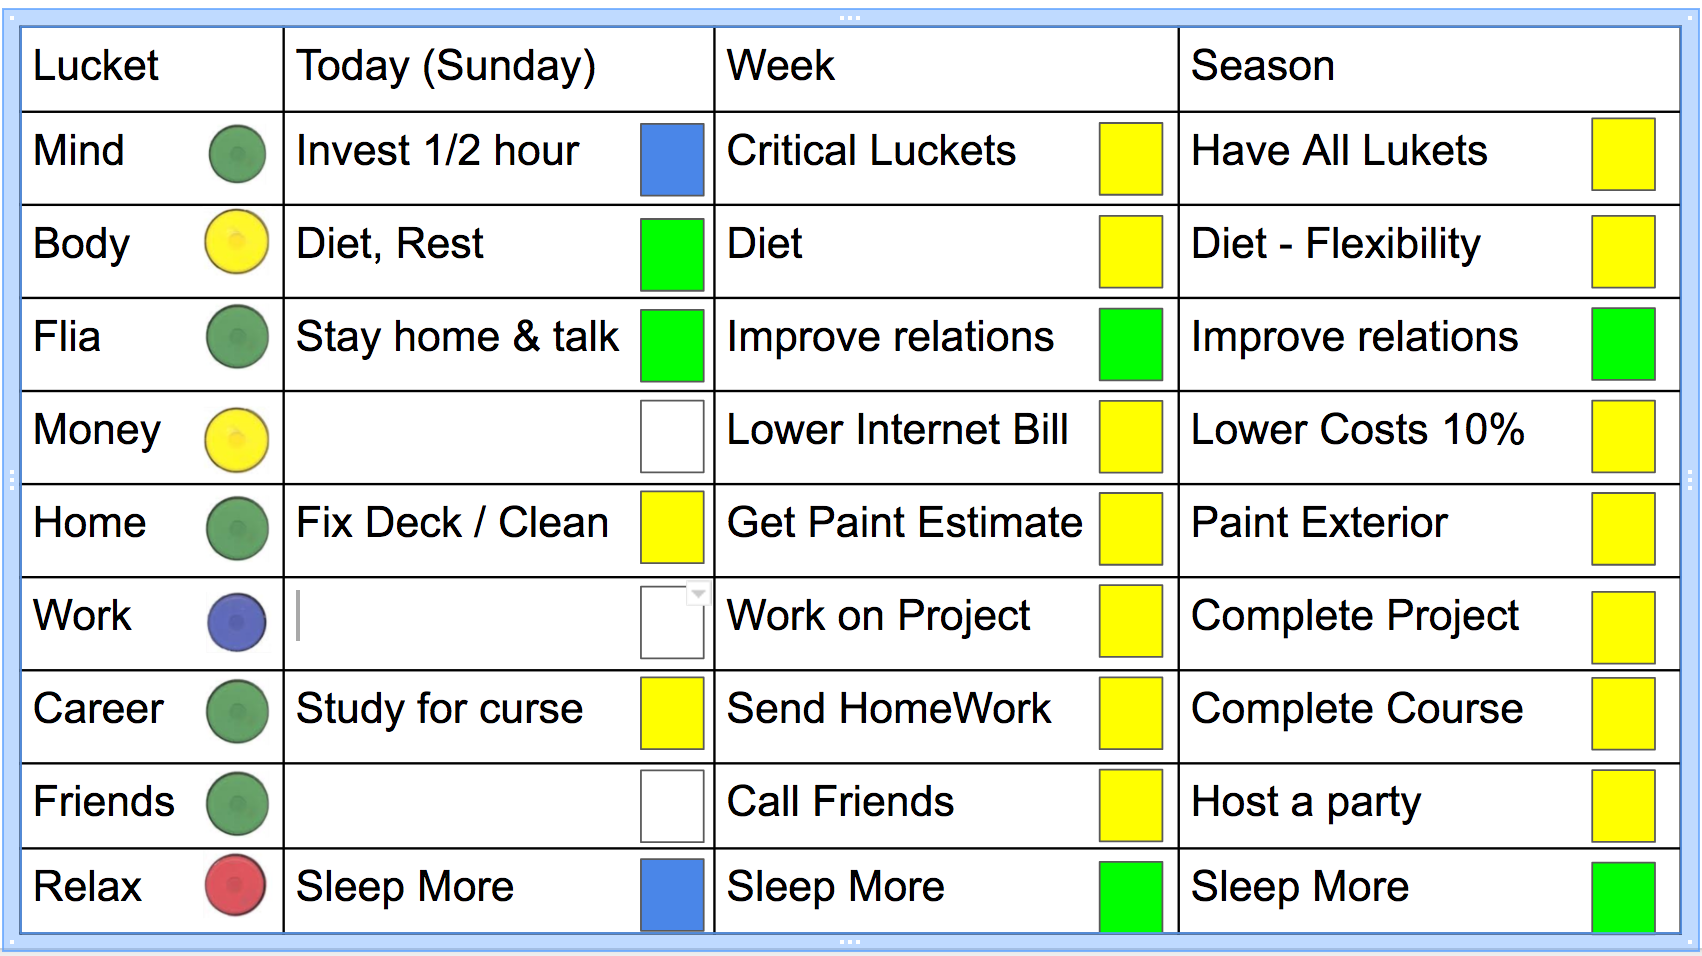 Lucket Today (Sunday) Week Season
Mind Invest 1/2 hour Critical Luckets Have All Lukets
Body Diet, Rest Diet Diet - Flexibility
Flia Stay home & talk Improve relations Improve relations
Money Lower Internet Bill Lower Costs 10%
Home Fix Deck / Clean Get Paint Estimate Paint Exterior
Work Work on Project Complete Project
Career Study for curse Send HomeWork Complete Course
Friends Call Friends Host a party
Relax Sleep More Sleep More Sleep More